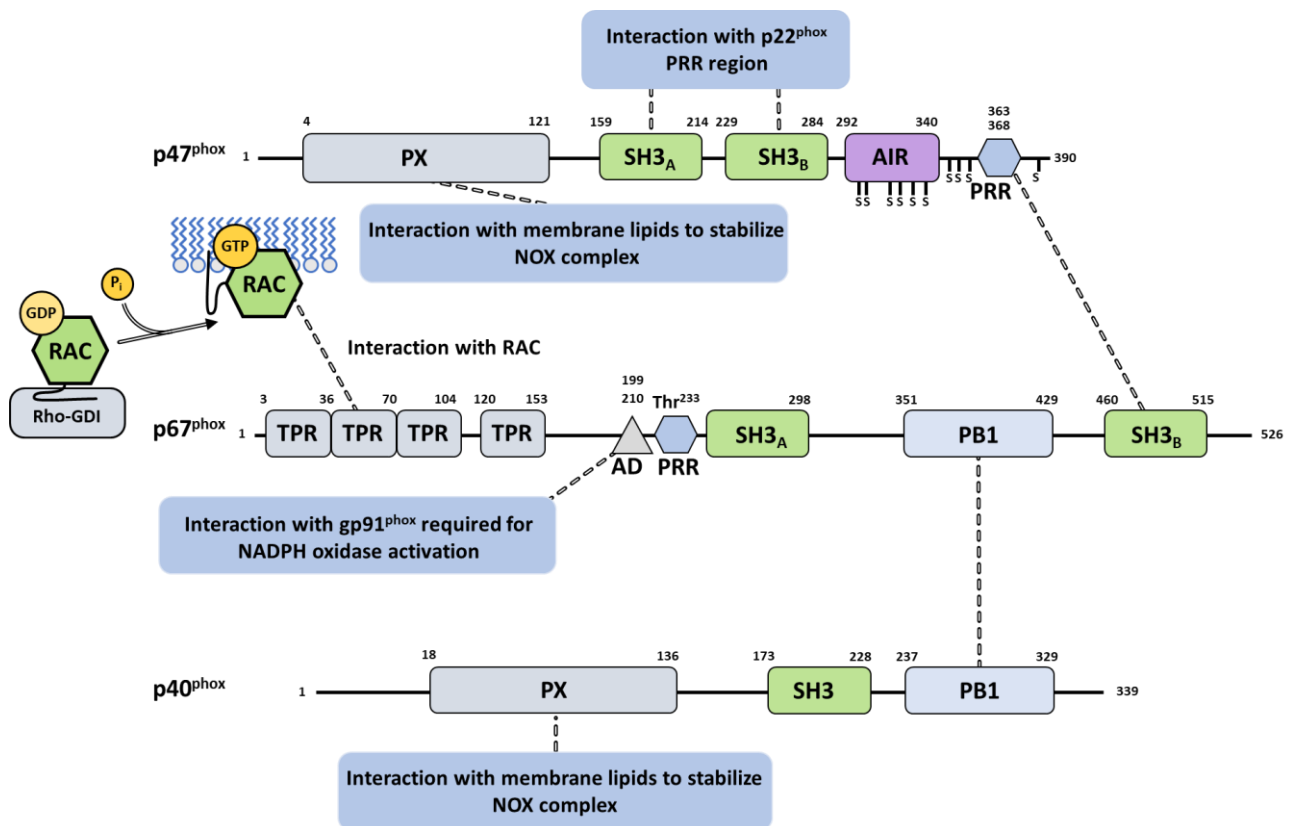 Interaction with p22phox
PRR region
4 121 159 214 229 284 292 340 363
368
p47phox 1 PX SH3A SH3B AIR 390
S S S S
PRR
S S S S S S
Interaction with membrane lipids to stabilize
NOX complex
GTP
RAC
Pi
GDP
RAC
Rho-GDI
Interaction with RAC
3 36 70 104 120 153 199
210 Thr233 298 351 429 460 515
p67phox 1 TPR TPR TPR TPR SH3A PB1 SH3B 526
AD PRR
Interaction with gp91phox required for
NADPH oxidase activation
18 136 173 228 237 329
p40phox 1 PX SH3 PB1 339
Interaction with membrane lipids to stabilize
NOX complex